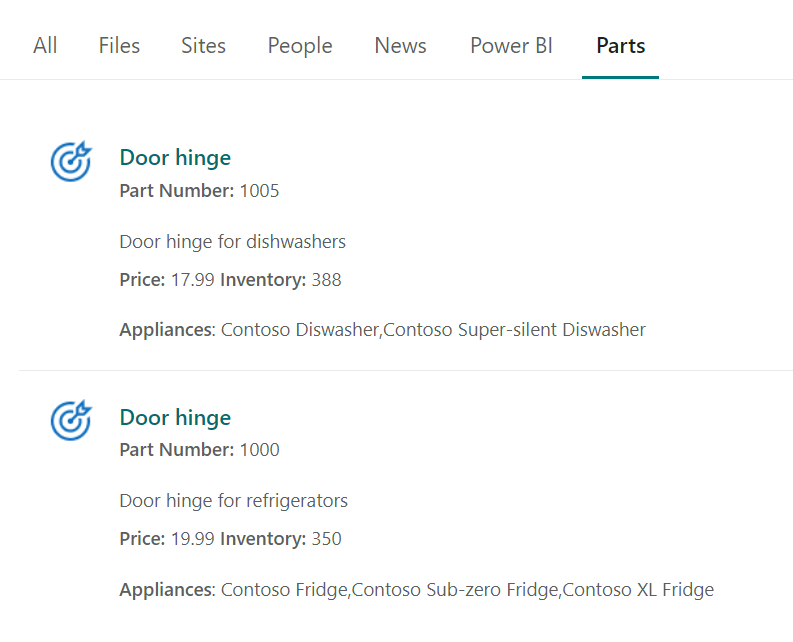 All Files Sites People News Power BI Parts
Door hinge
Part Number: 1005
Door hinge for dishwashers
Price: 17.99 Inventory: 388
Appliances: Contoso Diswasher,Contoso Super-silent Diswasher
Door hinge
Part Number: 1000
Door hinge for refrigerators
Price: 19.99 Inventory: 350
Appliances: Contoso Fridge,Contoso Sub-zero Fridge,Contoso XL Fridge